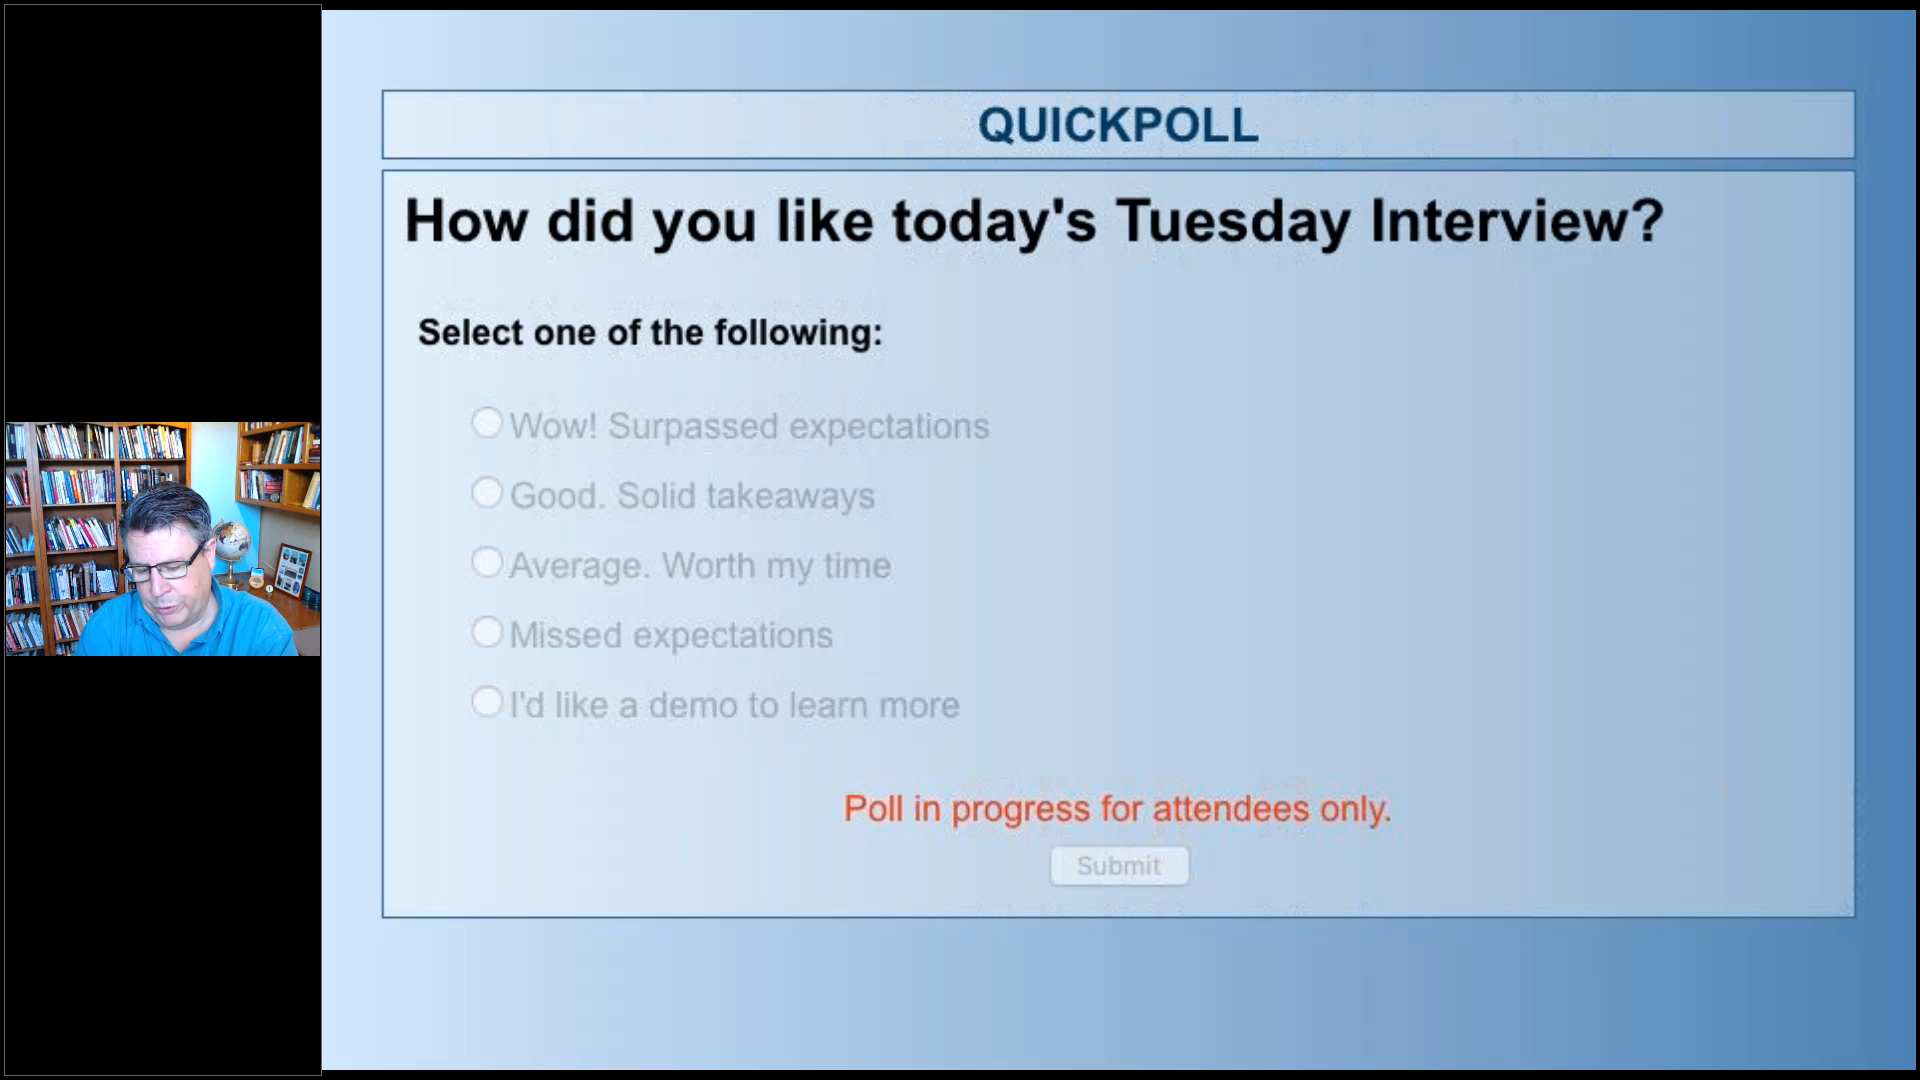 QUICKPOLL
How did you like today's Tuesday Interview?
Select one of the following:
Wow! Surpassed expectations
Good. Solid takeaways
Average. Worth my time
Missed expectations
I'd like a demo to learn more
Poll in progress for attendees only.
Submit